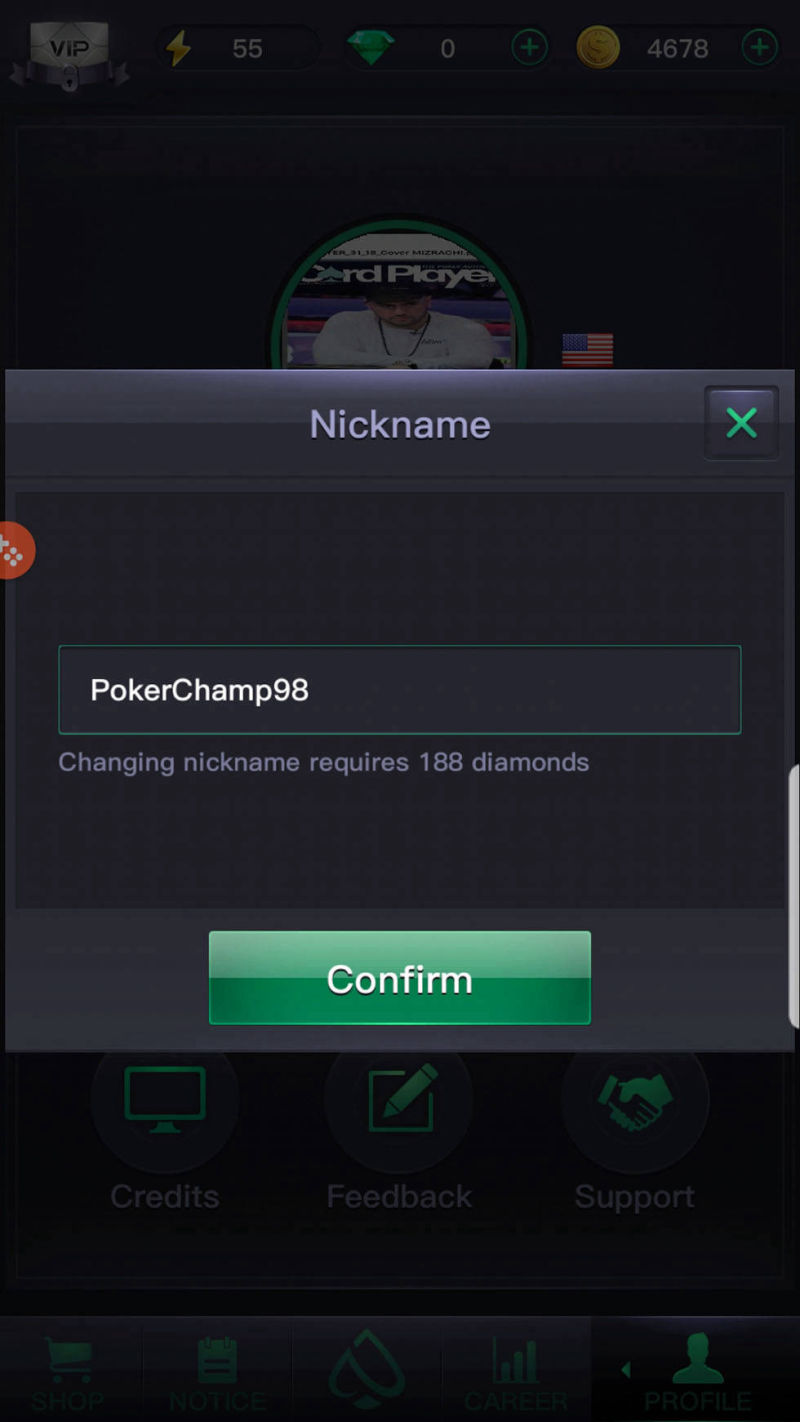 VIP
55
0
4678
Card Player
Nickname
PokerChamp98
Changing nickname requires 188 diamonds
Confirm
Credits
Feedback
Support
SHOP
NOTICE
CAREER
PROFILE